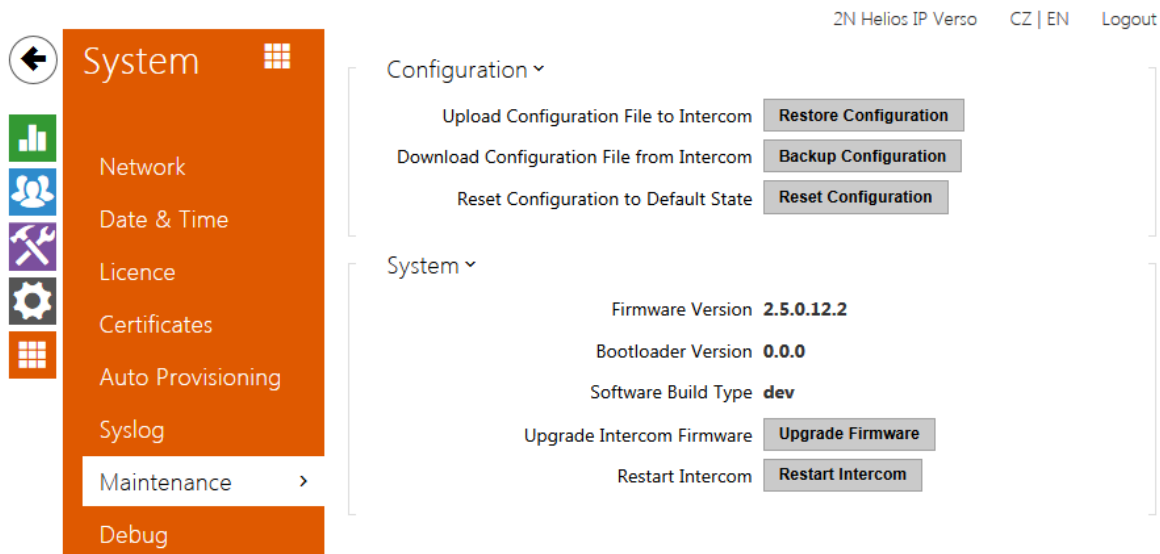 2N Helios IP Verso CZ | EN Logout
System
Network
Date & Time
Licence
Certificates
Auto Provisioning
Syslog
Maintenance
Debug
Configuration
Upload Configuration File to Intercom Restore Configuration
Download Configuration File from Intercom Backup Configuration
Reset Configuration to Default State Reset Configuration
System
Firmware Version 2.5.0.12.2
Bootloader Version 0.0.0
Software Build Type dev
Upgrade Intercom Firmware Upgrade Firmware
Restart Intercom Restart Intercom